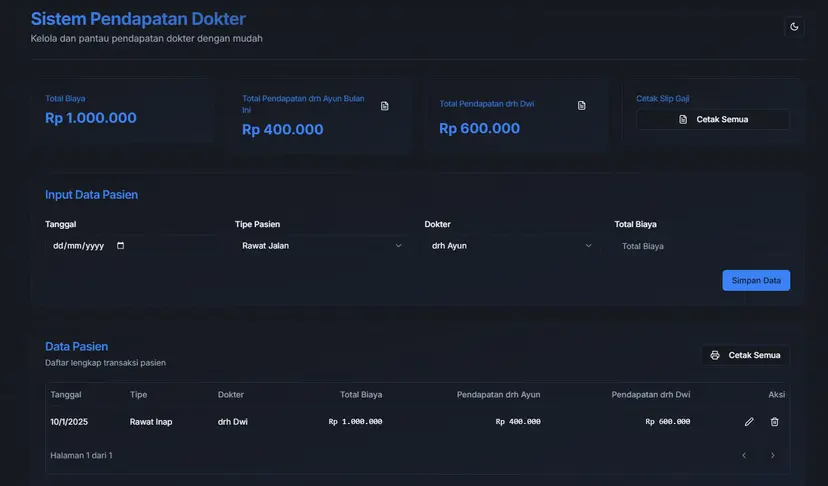 Sistem Pendapatan Dokter
Kelola dan pantau pendapatan dokter dengan mudah
Total Biaya
Rp 1.000.000
Total Pendapatan drh Ayun Bulan
Ini
Rp 400.000
Total Pendapatan drh Dwi
Rp 600.000
Cetak Slip Gaji
Cetak Semua
Input Data Pasien
Tanggal Tipe Pasien Dokter Total Biaya
dd/mm/yyyy Rawat Jalan drh Ayun Total Biaya
Simpan Data
Data Pasien
Daftar lengkap transaksi pasien
Cetak Semua
Tanggal Tipe Dokter Total Biaya Pendapatan drh Ayun Pendapatan drh Dwi Aksi
10/1/2025 Rawat Inap drh Dwi Rp 1.000.000 Rp 400.000 Rp 600.000
Halaman 1 dari 1